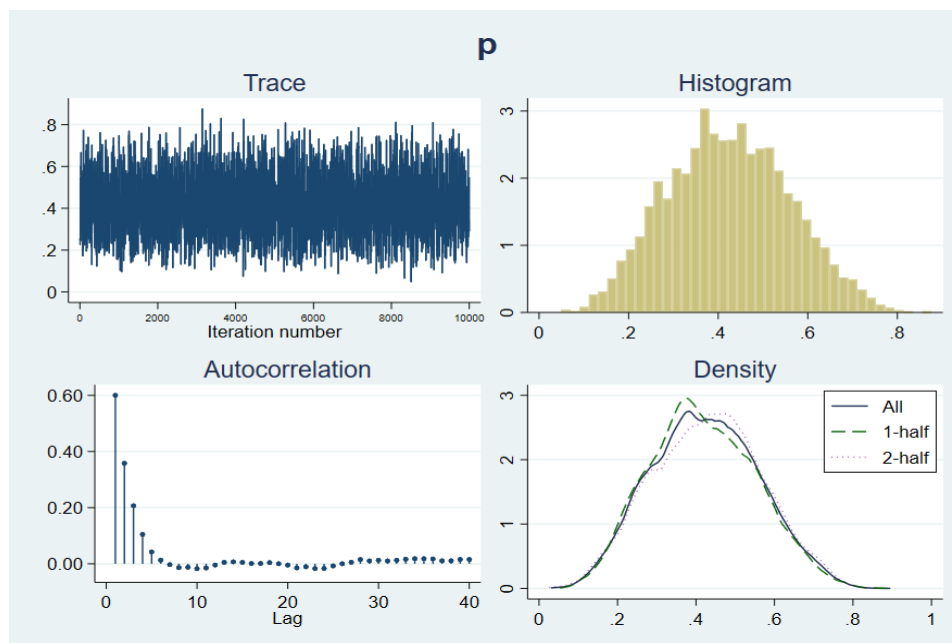 p
Trace
.8
.6
.4
.2
0
0 2000 4000 6000 8000 10000
Iteration number
Histogram
3
2
1
0
0 .2 .4 .6 .8
Autocorrelation
0.60
0.40
0.20
0.00
0 10 20 30 40
Lag
Density
3
2
1
0
All
1-half
2-half
0 .2 .4 .6 .8 1